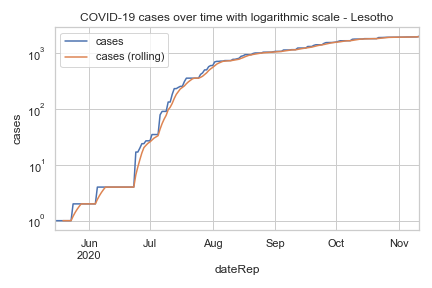 COVID-19 cases over time with logarithmic scale - Lesotho
cases
cases (rolling)
10³
10²
10¹
10⁰
cases
Jun Jul Aug Sep Oct Nov
2020
dateRep